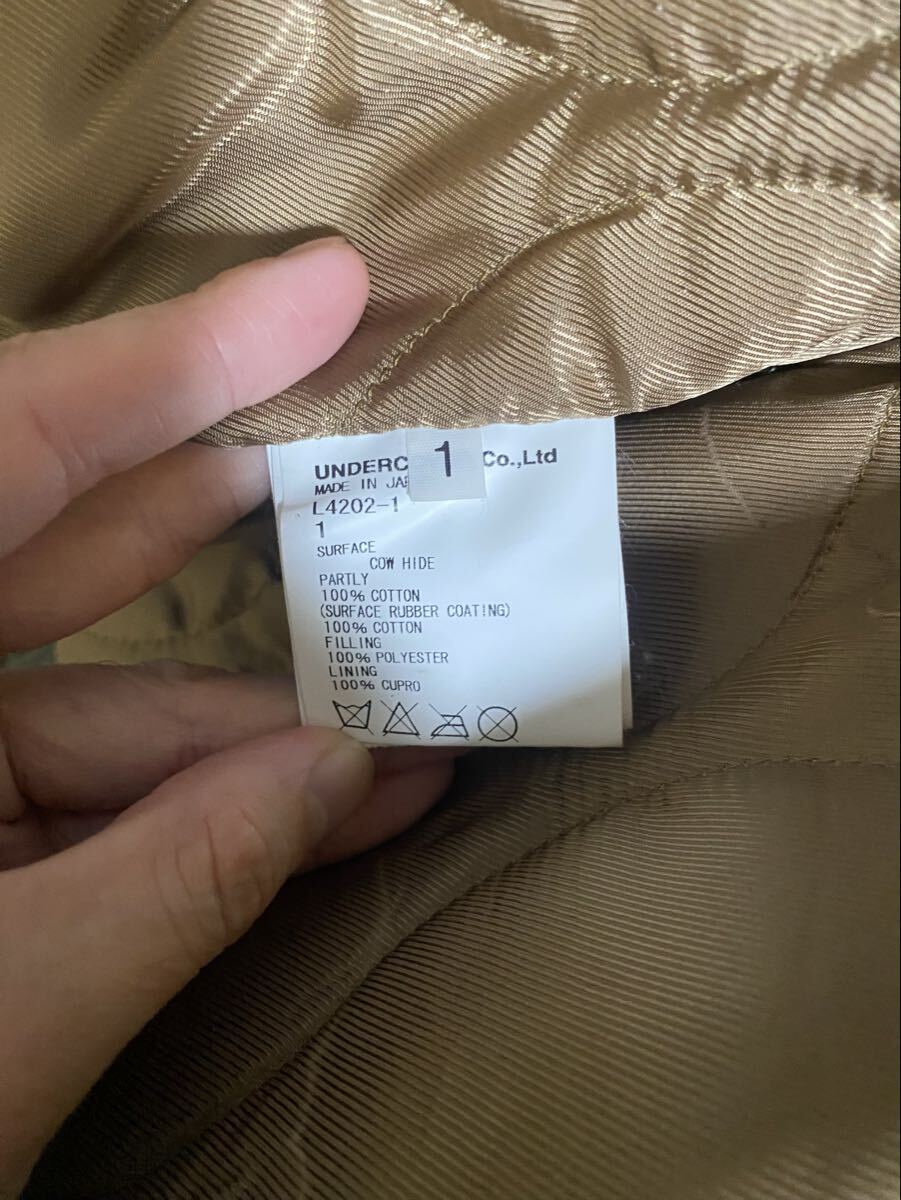 1
UNDERC Co.,Ltd
MADE IN JA
L4202-1
1
SURFACE
COW HIDE
PARTLY
100% COTTON
(SURFACE RUBBER COATING)
100% COTTON
FILLING
100% POLYESTER
LINING
100% CUPRO